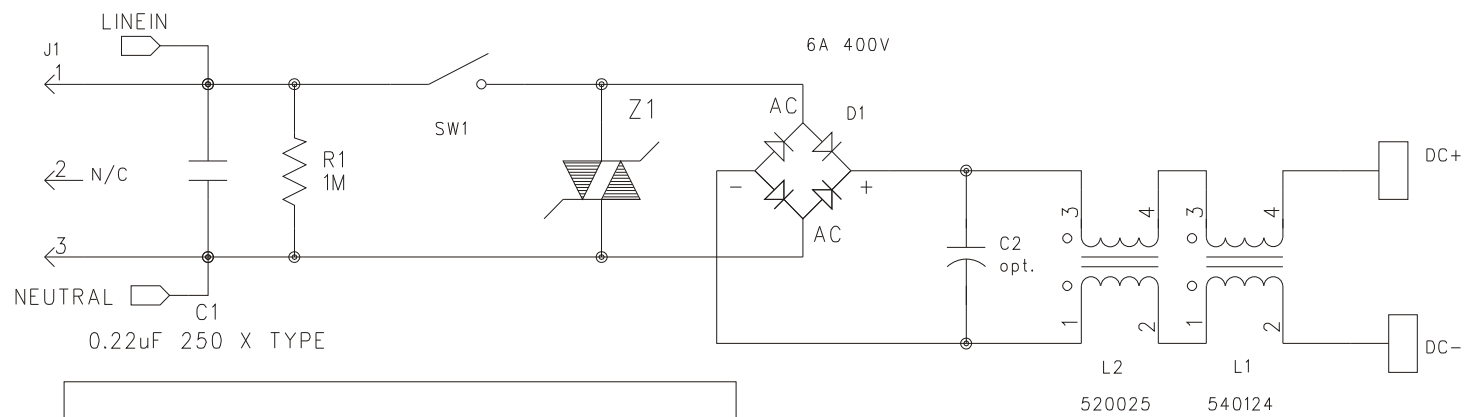 LINEIN
J1
1
2 N/C
3
NEUTRAL
C1
0.22uF 250 X TYPE
R1
1M
SW1
Z1
6A 400V
AC
D1
-
+
AC
C2
opt.
3
4
1
2
L2
520025
3
4
1
2
L1
540124
DC+
DC-